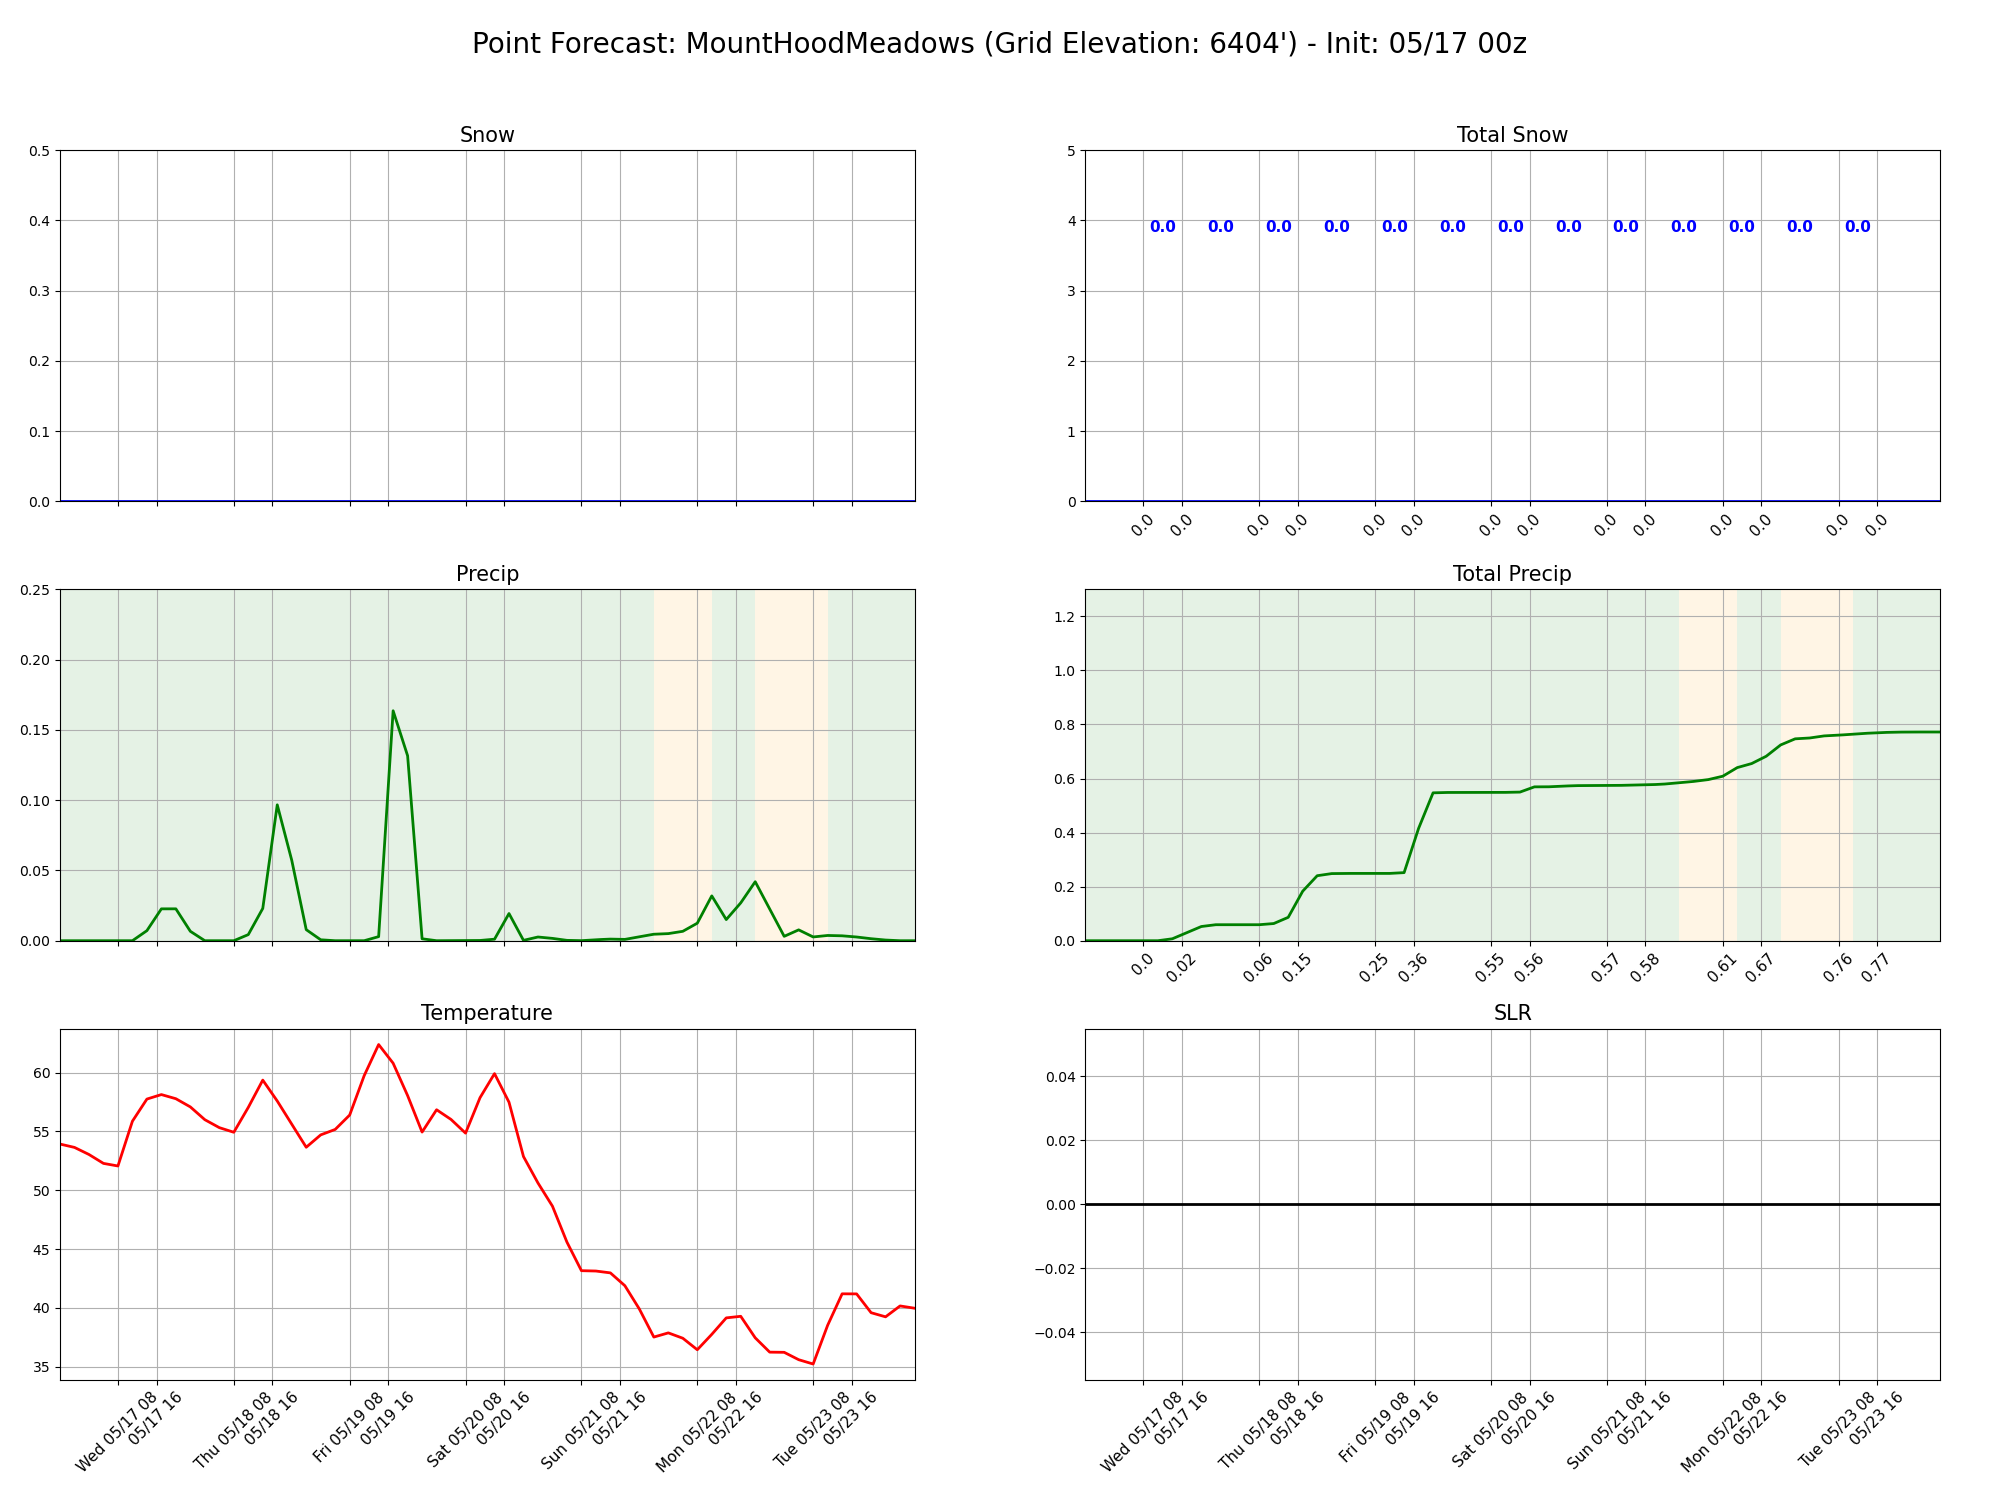 Point Forecast: MountHoodMeadows (Grid Elevation: 6404') - Init: 05/17 00z
Snow
0.5
0.4
0.3
0.2
0.1
0.0
Total Snow
5
4
3
2
1
0
0.0 0.0 0.0 0.0 0.0 0.0 0.0 0.0 0.0 0.0 0.0 0.0 0.0
0.0 0.0 0.0 0.0 0.0 0.0 0.0 0.0 0.0 0.0 0.0 0.0 0.0 0.0
Precip
0.25
0.20
0.15
0.10
0.05
0.00
Total Precip
1.2
1.0
0.8
0.6
0.4
0.2
0.0
0.0 0.02 0.06 0.15 0.25 0.36 0.55 0.56 0.57 0.58 0.61 0.67 0.76 0.77
Temperature
60
55
50
45
40
35
Wed 05/17 08
05/17 16
Thu 05/18 08
05/18 16
Fri 05/19 08
05/19 16
Sat 05/20 08
05/20 16
Sun 05/21 08
05/21 16
Mon 05/22 08
05/22 16
Tue 05/23 08
05/23 16
SLR
0.04
0.02
0.00
−0.02
−0.04
Wed 05/17 08
05/17 16
Thu 05/18 08
05/18 16
Fri 05/19 08
05/19 16
Sat 05/20 08
05/20 16
Sun 05/21 08
05/21 16
Mon 05/22 08
05/22 16
Tue 05/23 08
05/23 16